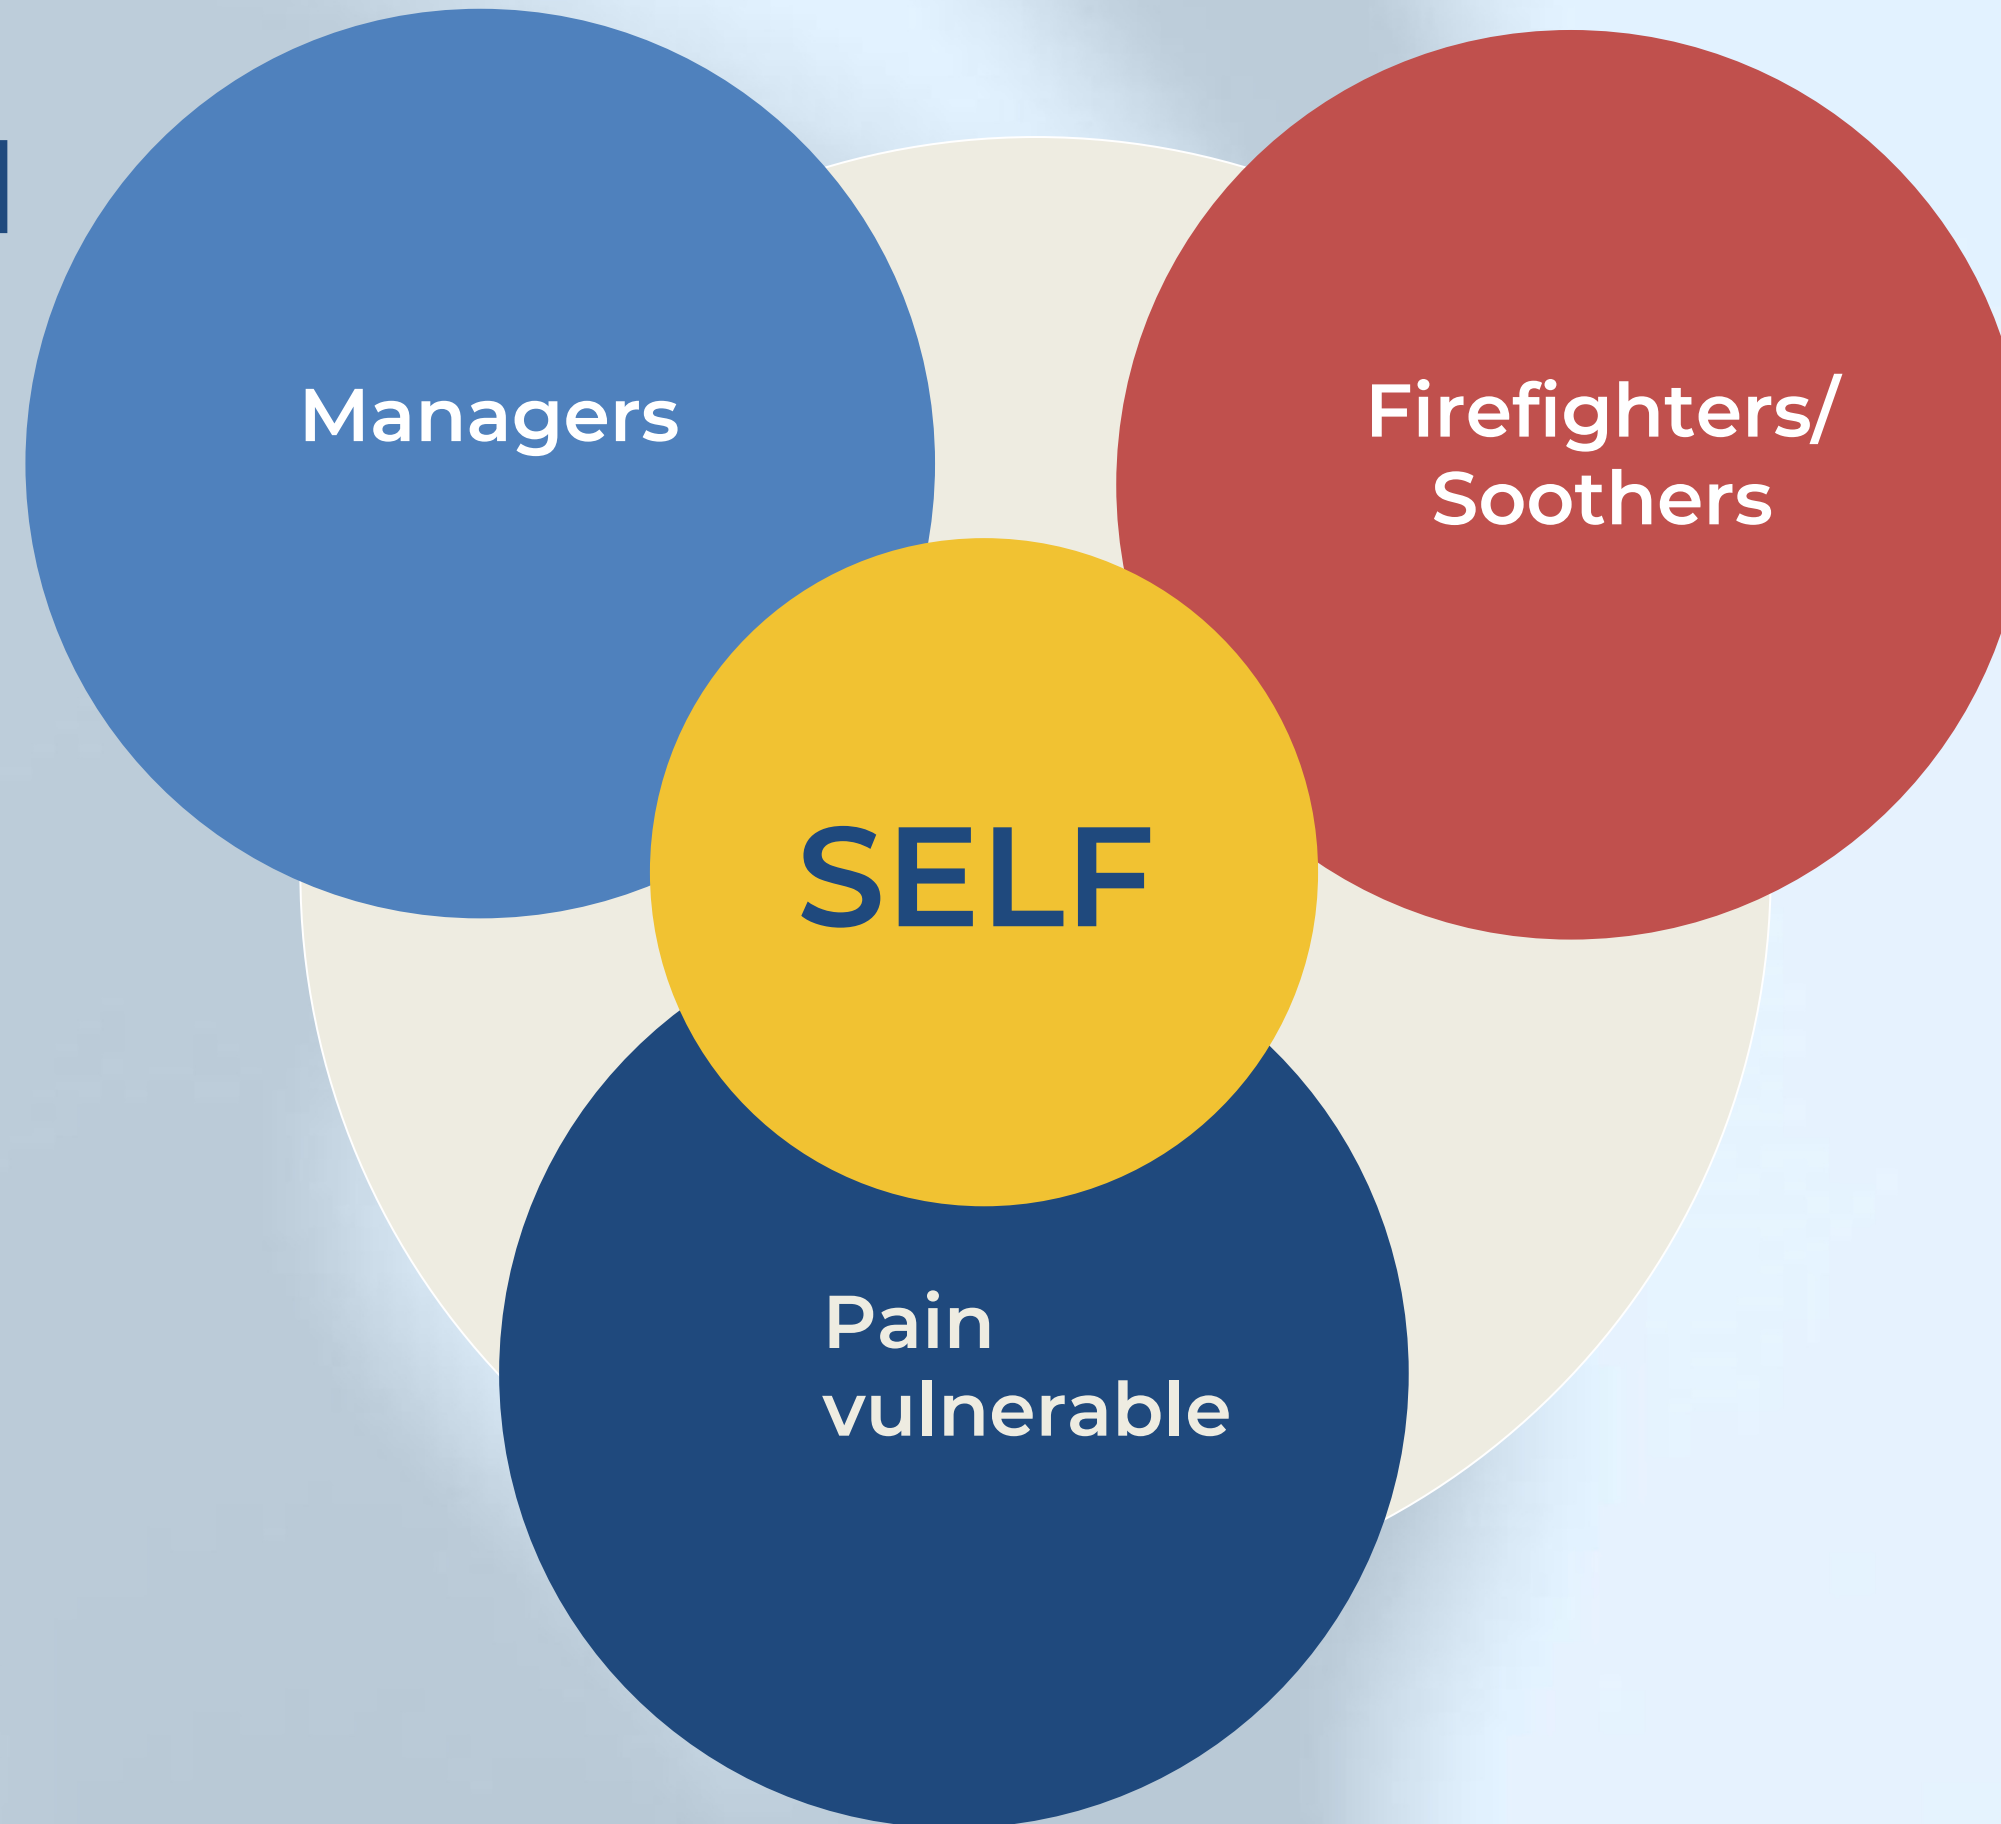 Managers
Firefighters/
Soothers
SELF
Pain
vulnerable